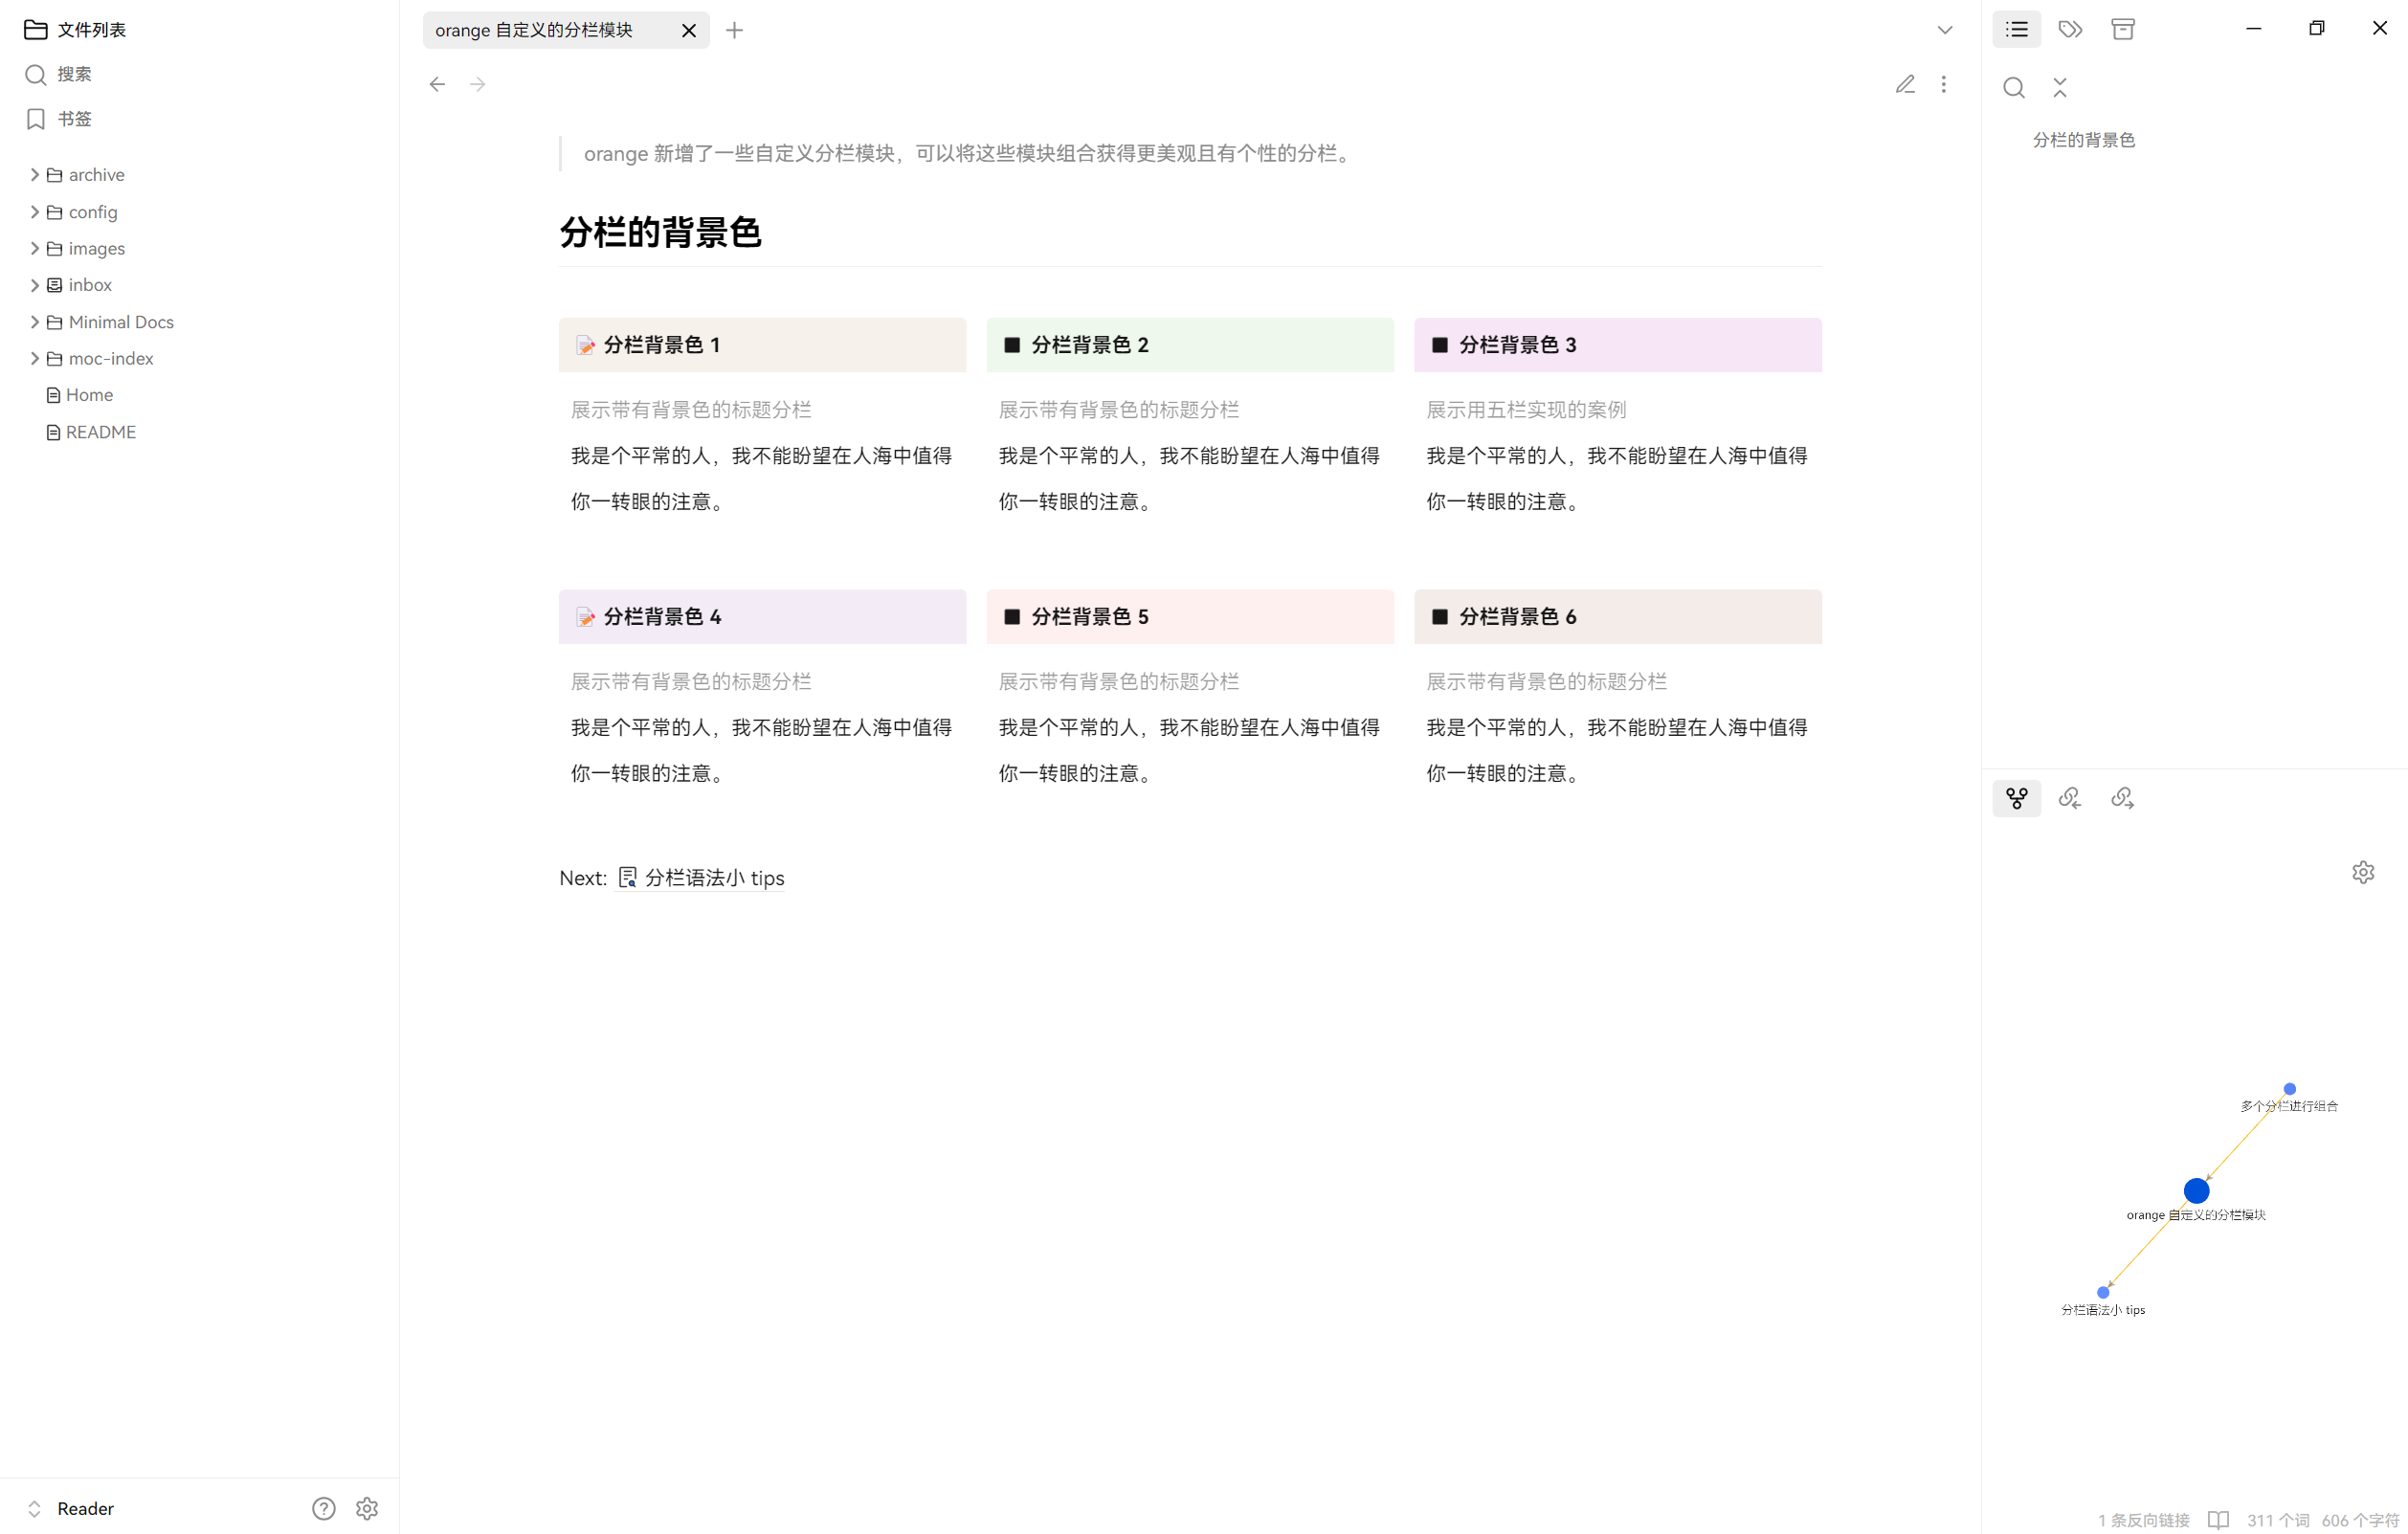 文件列表
搜索
书签
archive
config
images
inbox
Minimal Docs
moc-index
Home
README
Reader
orange 自定义的分栏模块
orange 新增了一些自定义分栏模块，可以将这些模块组合获得更美观且有个性的分栏。
分栏的背景色
分栏背景色 1
展示带有背景色的标题分栏
我是个平常的人，我不能盼望在人海中值得
你一转眼的注意。
分栏背景色 2
展示带有背景色的标题分栏
我是个平常的人，我不能盼望在人海中值得
你一转眼的注意。
分栏背景色 3
展示用五栏实现的案例
我是个平常的人，我不能盼望在人海中值得
你一转眼的注意。
分栏背景色 4
展示带有背景色的标题分栏
我是个平常的人，我不能盼望在人海中值得
你一转眼的注意。
分栏背景色 5
展示带有背景色的标题分栏
我是个平常的人，我不能盼望在人海中值得
你一转眼的注意。
分栏背景色 6
展示带有背景色的标题分栏
我是个平常的人，我不能盼望在人海中值得
你一转眼的注意。
Next: 分栏语法小 tips
分栏的背景色
多个分栏进行组合
orange 自定义的分栏模块
分栏语法小 tips
1 条反向链接 311 个词 606 个字符